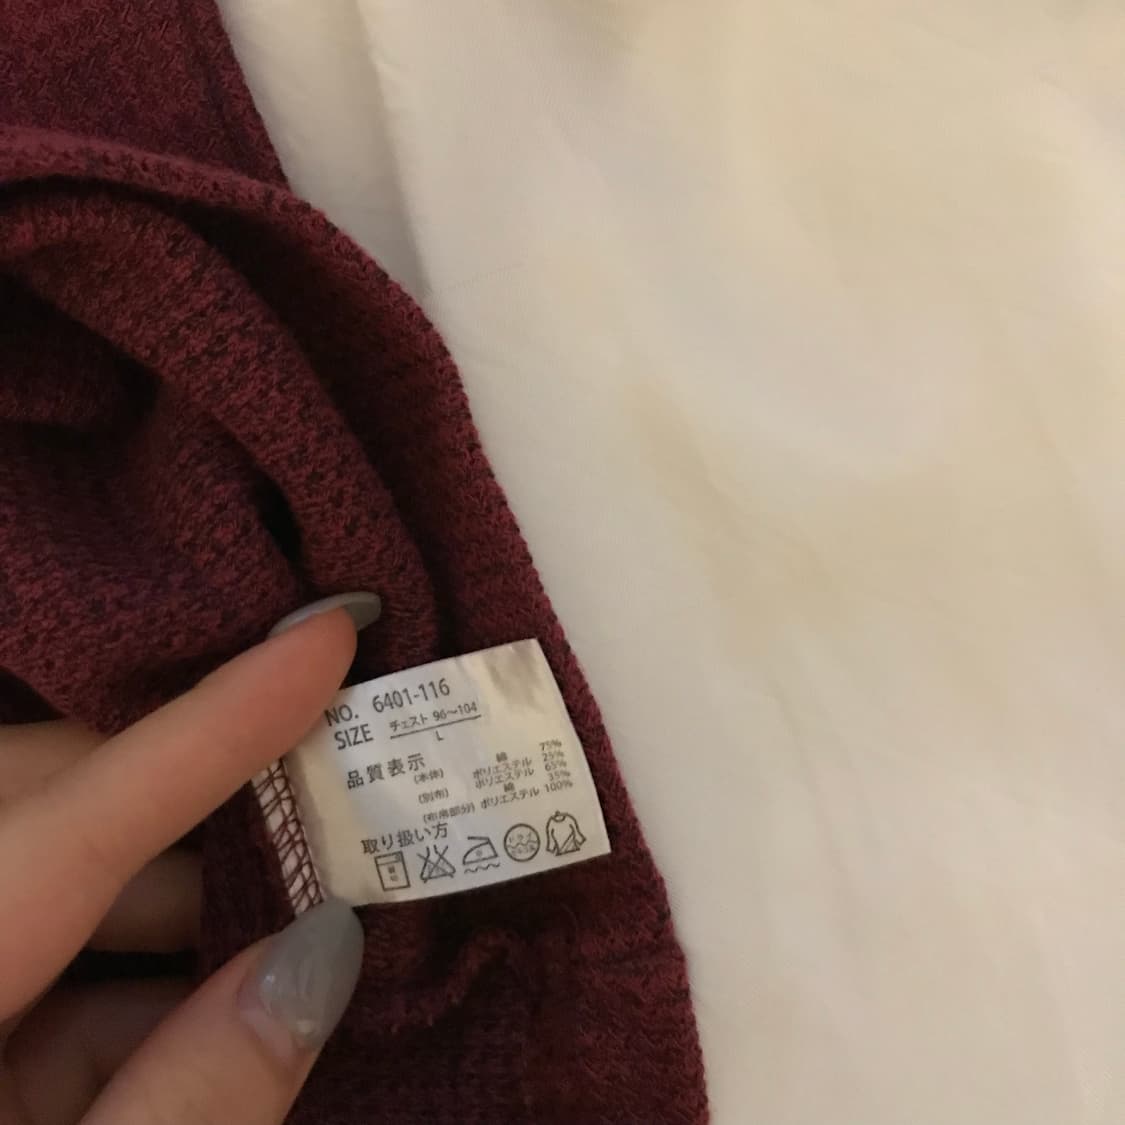 NO. 6401-116
SIZE チェスト 96～104
L
品質表示
(本体) 綿 75%
ポリエステル 25%
(別布) ポリエステル 65%
綿 35%
(布帛部分) ポリエステル 100%
取り扱い方